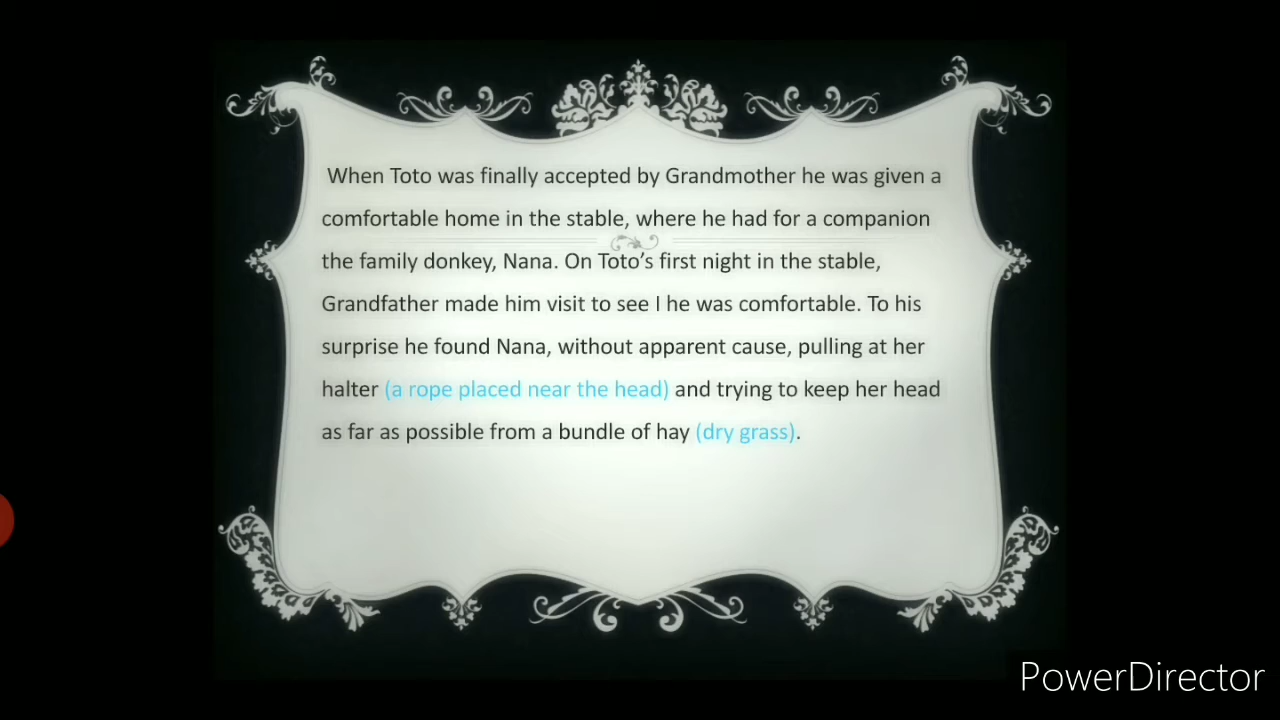 When Toto was finally accepted by Grandmother he was given a
comfortable home in the stable, where he had for a companion
the family donkey, Nana. On Toto’s first night in the stable,
Grandfather made him visit to see I he was comfortable. To his
surprise he found Nana, without apparent cause, pulling at her
halter (a rope placed near the head) and trying to keep her head
as far as possible from a bundle of hay (dry grass).
PowerDirector